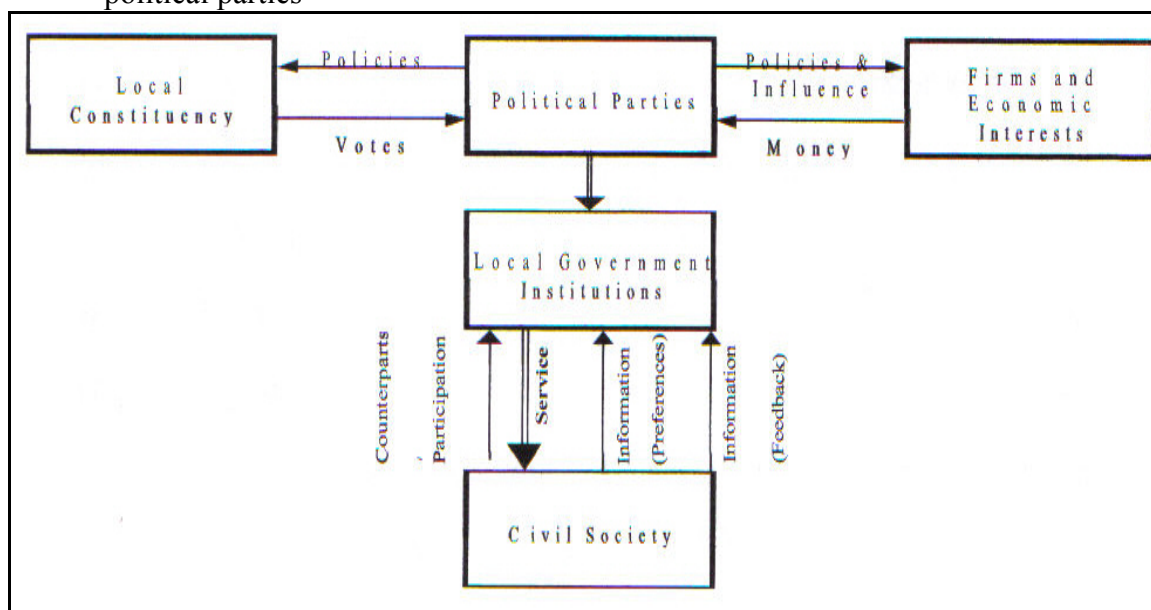 political parties
Policies
Local
Constituency
Votes
Political Parties
Policies &
Influence
Money
Firms and
Economic
Interests
Local Government
Institutions
Counterparts
Participation
Service
Information
(Preferences)
Information
(Feedback)
Civil Society